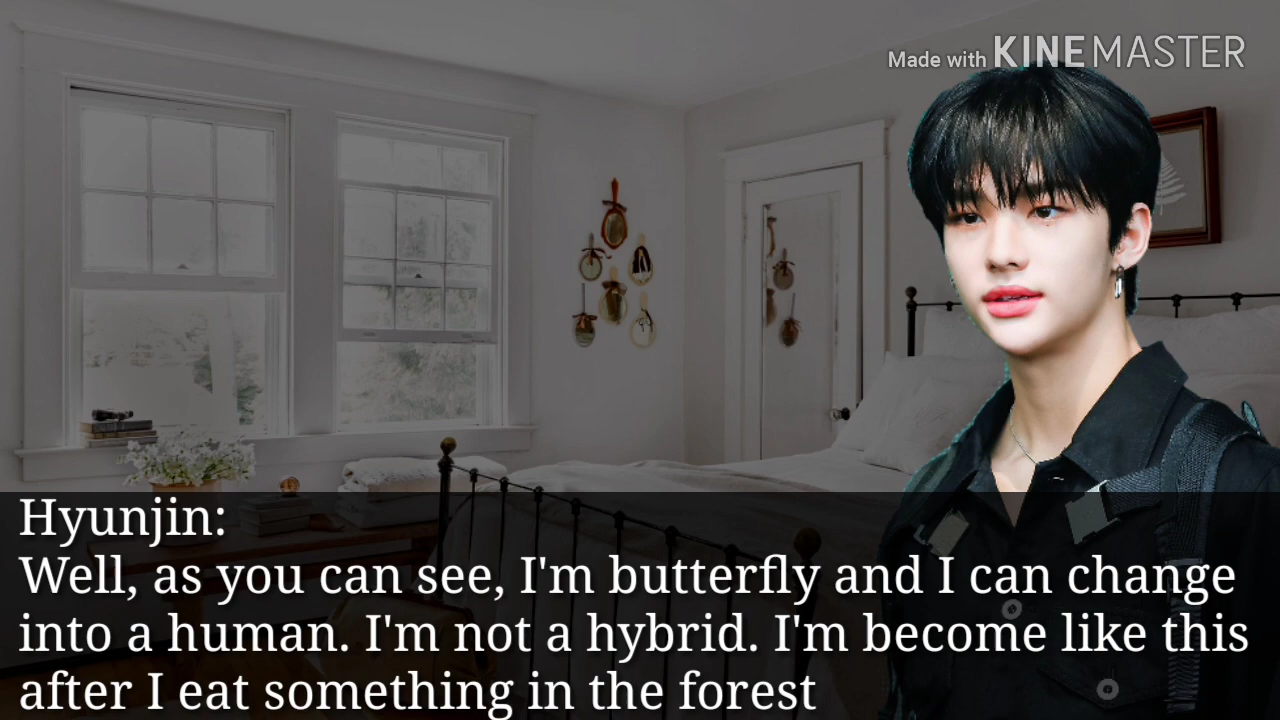 Made with KINEMASTER
Hyunjin:
Well, as you can see, I'm butterfly and I can change
into a human. I'm not a hybrid. I'm become like this
after I eat something in the forest